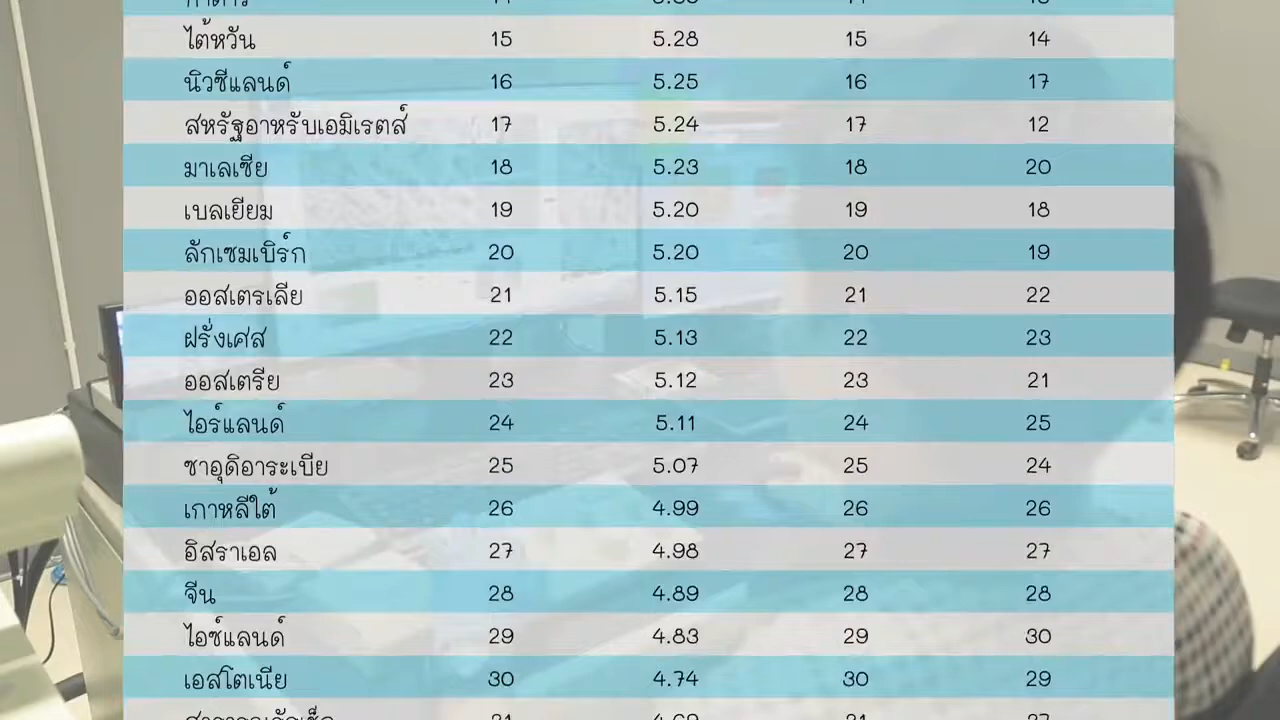 ไต้หวัน 15 5.28 15 14
นิวซีแลนด์ 16 5.25 16 17
สหรัฐอาหรับเอมิเรตส์ 17 5.24 17 12
มาเลเซีย 18 5.23 18 20
เบลเยียม 19 5.20 19 18
ลักเซมเบิร์ก 20 5.20 20 19
ออสเตรเลีย 21 5.15 21 22
ฝรั่งเศส 22 5.13 22 23
ออสเตรีย 23 5.12 23 21
ไอร์แลนด์ 24 5.11 24 25
ซาอุดิอาระเบีย 25 5.07 25 24
เกาหลีใต้ 26 4.99 26 26
อิสราเอล 27 4.98 27 27
จีน 28 4.89 28 28
ไอซ์แลนด์ 29 4.83 29 30
เอสโตเนีย 30 4.74 30 29